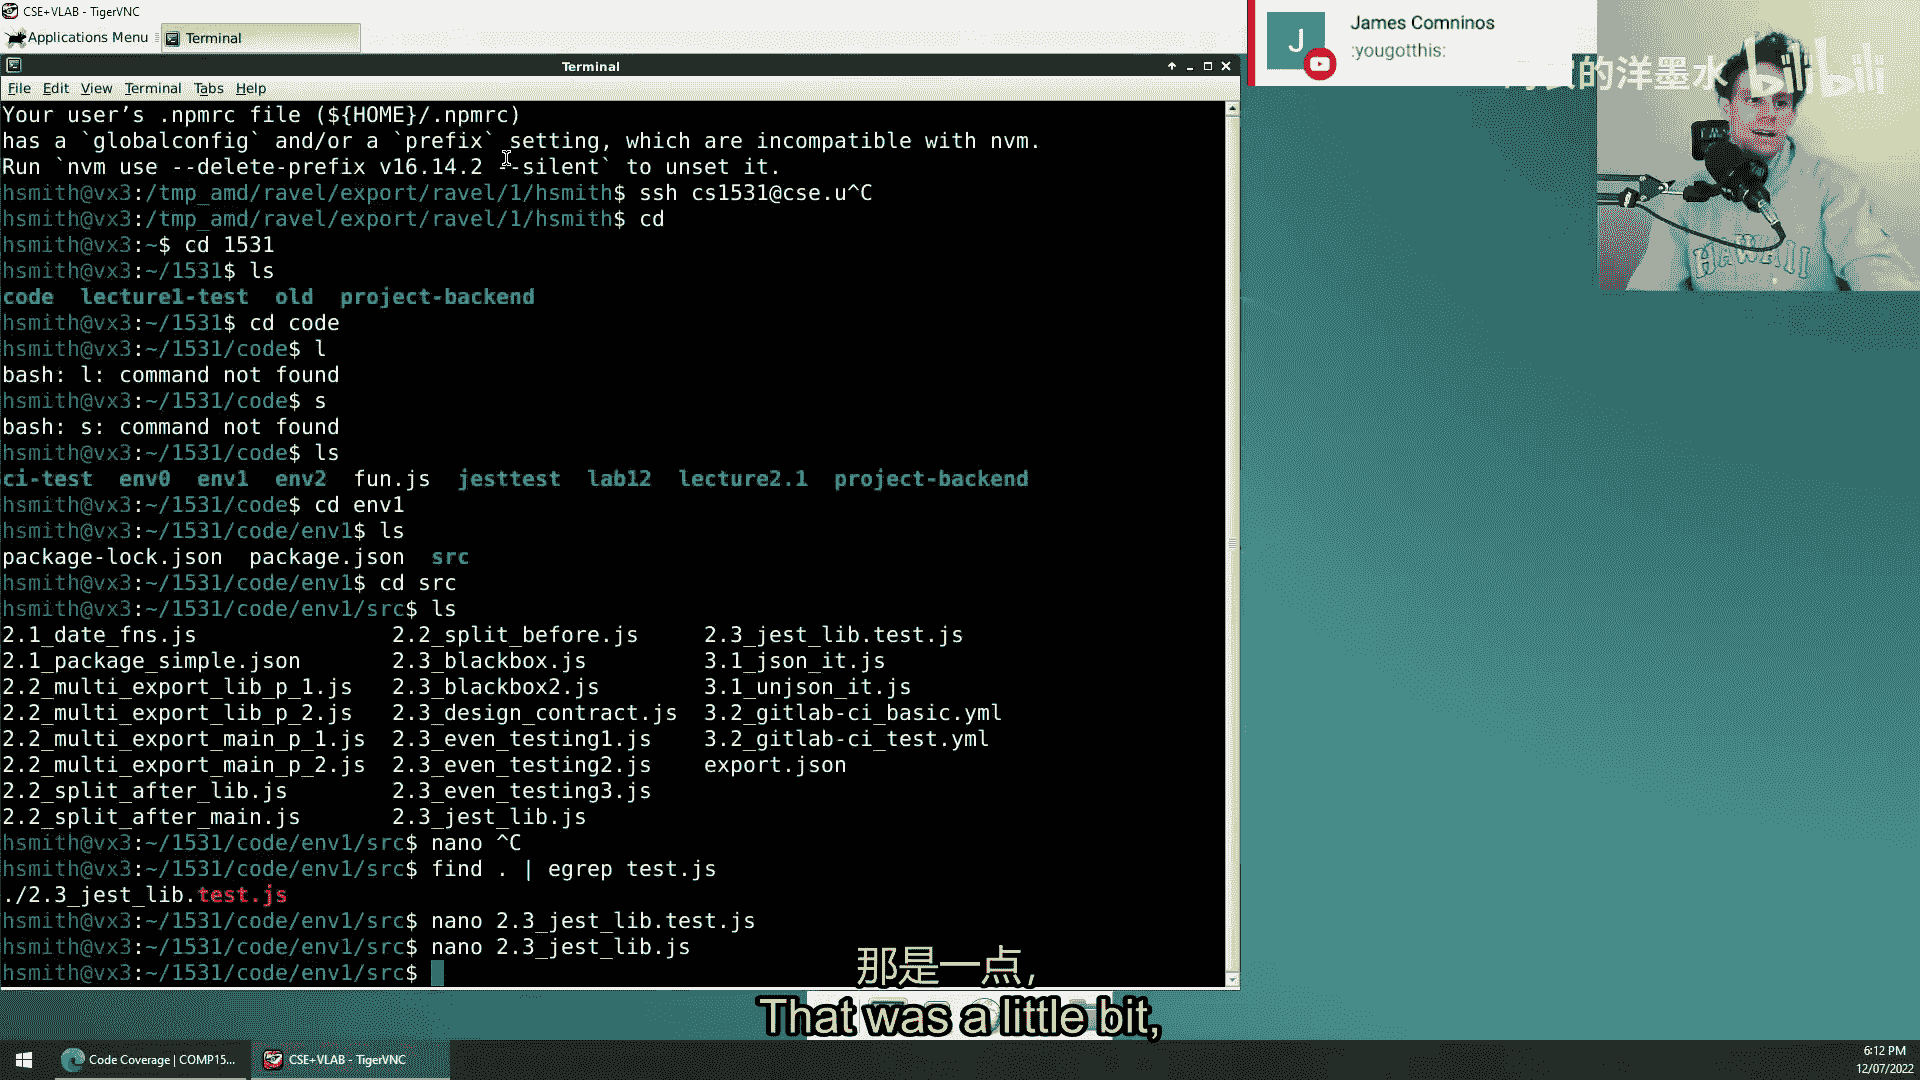 CSE+VLAB - TigerVNC
Applications Menu
Terminal
Terminal
File Edit View Terminal Tabs Help
Your user’s .npmrc file (${HOME}/.npmrc)
has a `globalconfig` and/or a `prefix` setting, which are incompatible with nvm.
Run `nvm use --delete-prefix v16.14.2 --silent` to unset it.
hsmith@vx3:/tmp_amd/ravel/export/ravel/1/hsmith$ ssh cs1531@cse.u^C
hsmith@vx3:/tmp_amd/ravel/export/ravel/1/hsmith$ cd
hsmith@vx3:~$ cd 1531
hsmith@vx3:~/1531$ ls
code lecture1-test old project-backend
hsmith@vx3:~/1531$ cd code
hsmith@vx3:~/1531/code$ l
bash: l: command not found
hsmith@vx3:~/1531/code$ s
bash: s: command not found
hsmith@vx3:~/1531/code$ ls
ci-test env0 env1 env2 fun.js jesttest lab12 lecture2.1 project-backend
hsmith@vx3:~/1531/code$ cd env1
hsmith@vx3:~/1531/code/env1$ ls
package-lock.json package.json src
hsmith@vx3:~/1531/code/env1$ cd src
hsmith@vx3:~/1531/code/env1/src$ ls
2.1_date_fns.js 2.2_split_before.js 2.3_jest_lib.test.js
2.1_package_simple.json 2.3_blackbox.js 3.1_json_it.js
2.2_multi_export_lib_p_1.js 2.3_blackbox2.js 3.1_unjson_it.js
2.2_multi_export_lib_p_2.js 2.3_design_contract.js 3.2_gitlab-ci_basic.yml
2.2_multi_export_main_p_1.js 2.3_even_testing1.js 3.2_gitlab-ci_test.yml
2.2_multi_export_main_p_2.js 2.3_even_testing2.js export.json
2.2_split_after_lib.js 2.3_even_testing3.js
2.2_split_after_main.js 2.3_jest_lib.js
hsmith@vx3:~/1531/code/env1/src$ nano ^C
hsmith@vx3:~/1531/code/env1/src$ find . | egrep test.js
./2.3_jest_lib.test.js
hsmith@vx3:~/1531/code/env1/src$ nano 2.3_jest_lib.test.js
hsmith@vx3:~/1531/code/env1/src$ nano 2.3_jest_lib.js
hsmith@vx3:~/1531/code/env1/src$
J
James Comninos
:yougotthis:
的洋墨水 bilibili
HAWAII
那是一点,
That was a little bit,
Code Coverage | COMP15...
CSE+VLAB - TigerVNC
6:12 PM
12/07/2022